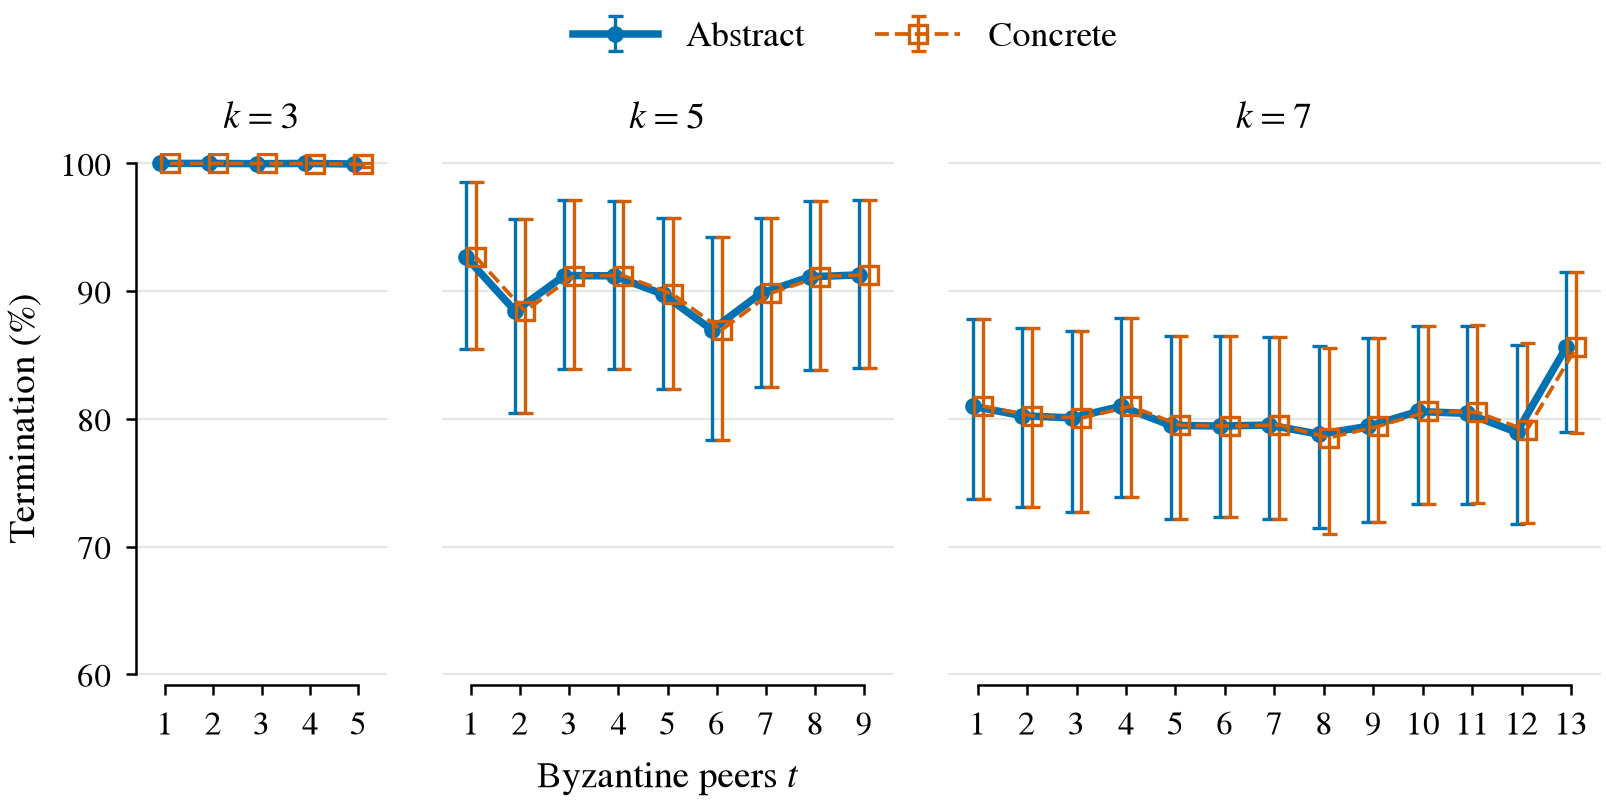 Abstract Concrete
k = 3 k = 5 k = 7
100
90
80
70
60
Termination (%)
1 2 3 4 5 1 2 3 4 5 6 7 8 9 1 2 3 4 5 6 7 8 9 10 11 12 13
Byzantine peers t